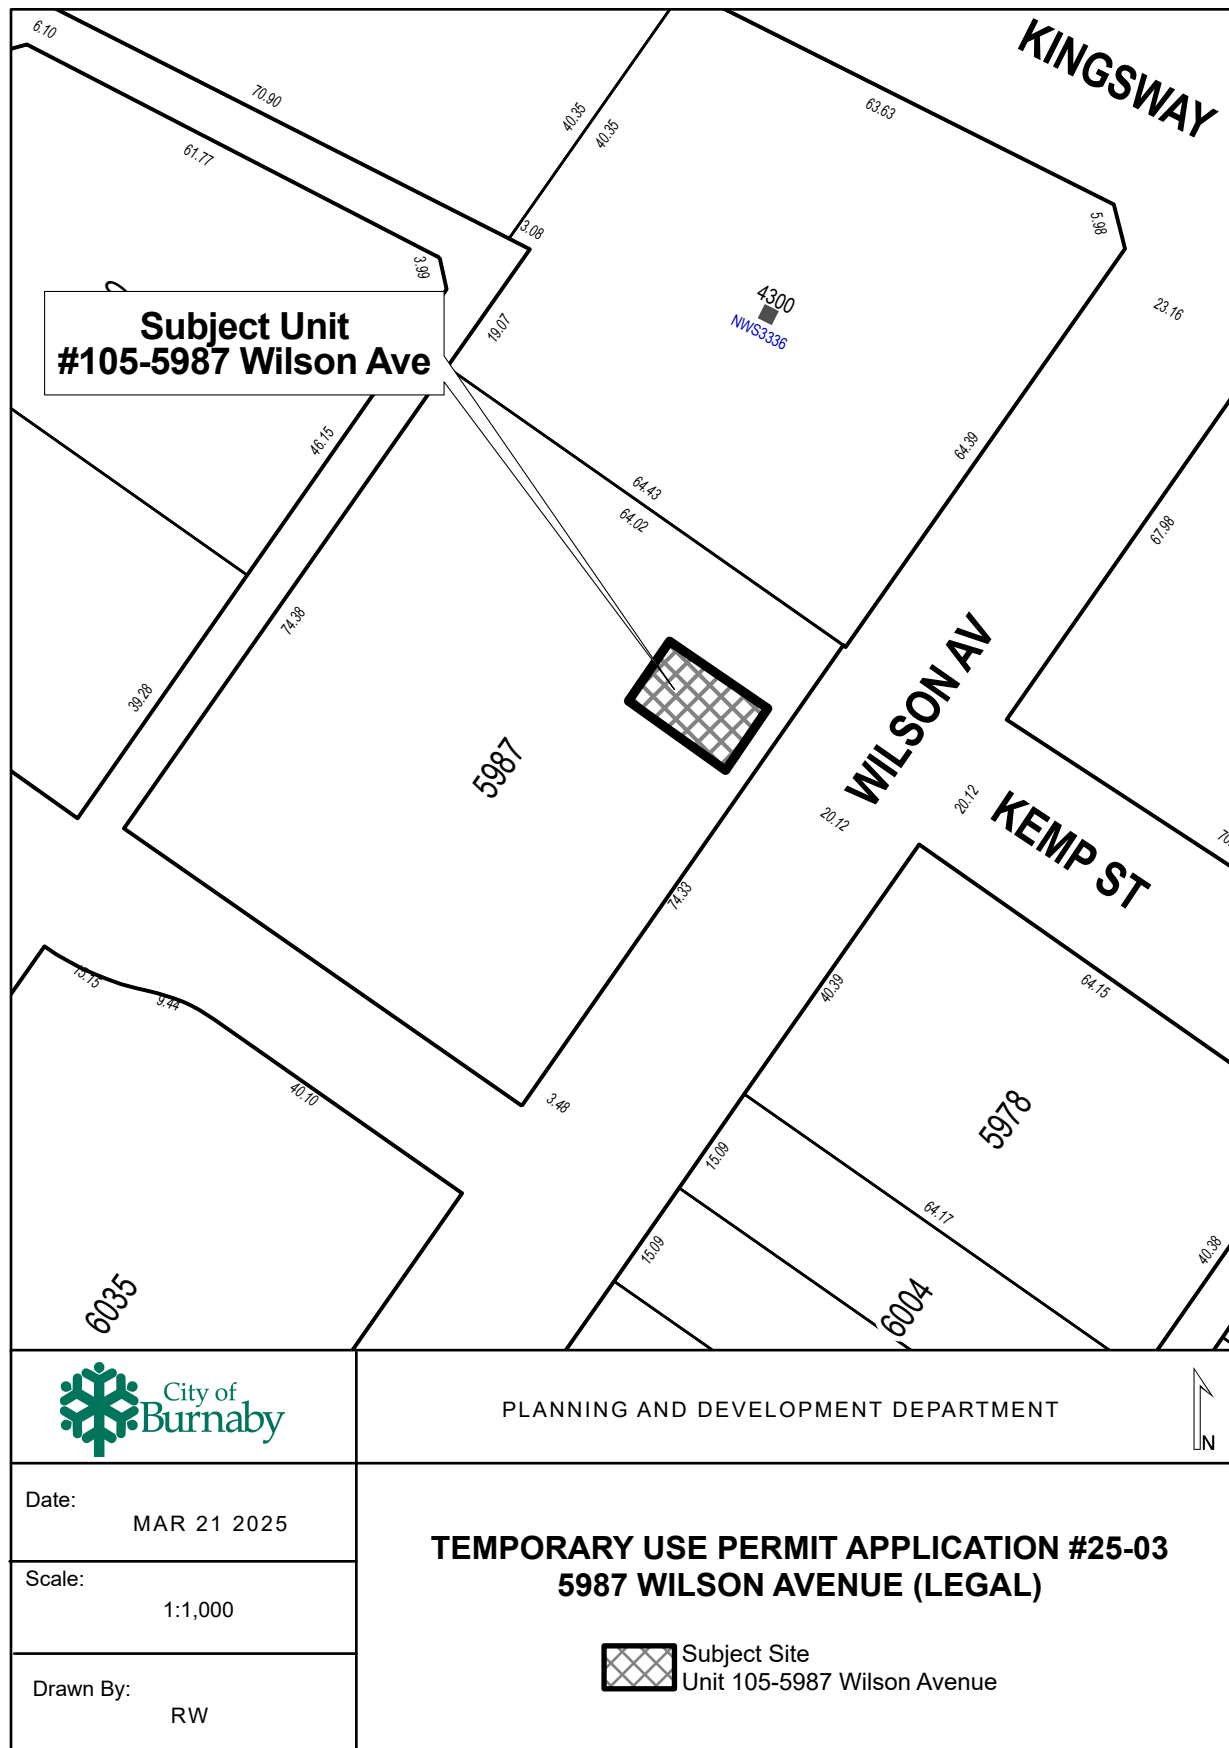 6.10
70.90
61.77
40.35
40.35
63.63
KINGSWAY
3.08
3.99
5.98
23.16
19.07
4300
NWS3336
Subject Unit
#105-5987 Wilson Ave
46.15
64.43
64.02
64.39
67.98
74.38
39.28
5987
WILSON AV
20.12
20.12
KEMP ST
74.33
40.39
64.15
9.44
40.10
3.48
5978
15.09
64.17
15.09
40.38
6035
6004
City of
Burnaby
PLANNING AND DEVELOPMENT DEPARTMENT
N
Date:
MAR 21 2025
Scale:
1:1,000
Drawn By:
RW
TEMPORARY USE PERMIT APPLICATION #25-03
5987 WILSON AVENUE (LEGAL)
Subject Site
Unit 105-5987 Wilson Avenue